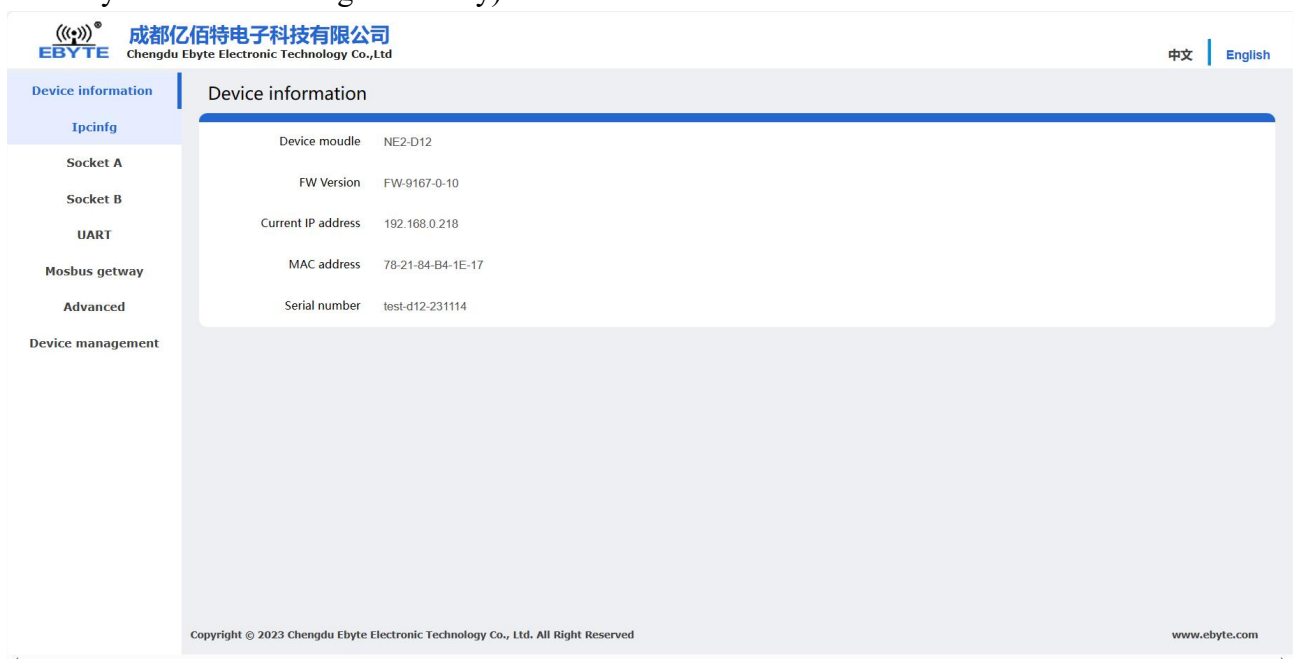 EBYTE
®
成都亿佰特电子科技有限公司
Chengdu Ebyte Electronic Technology Co.,Ltd
中文
English
Device information
Ipcinfg
Socket A
Socket B
UART
Mosbus getway
Advanced
Device management
Device information
Device moudle NE2-D12
FW Version FW-9167-0-10
Current IP address 192.168.0.218
MAC address 78-21-84-B4-1E-17
Serial number test-d12-231114
Copyright © 2023 Chengdu Ebyte Electronic Technology Co., Ltd. All Right Reserved
www.ebyte.com